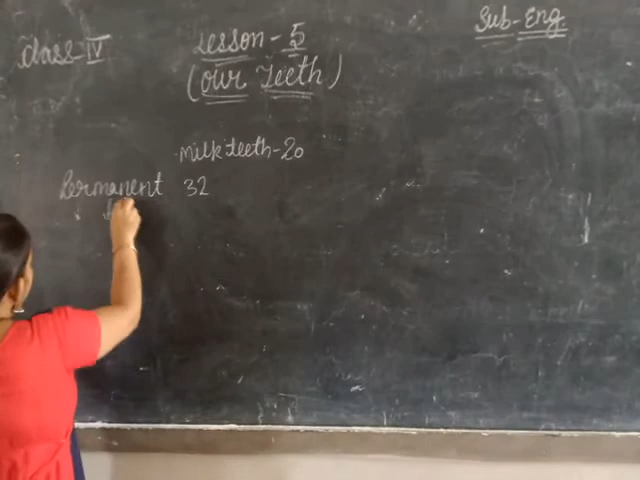 Class-IV
Lesson-5
Sub-Eng
(Our Teeth)
Milk teeth-20
Permanent 32